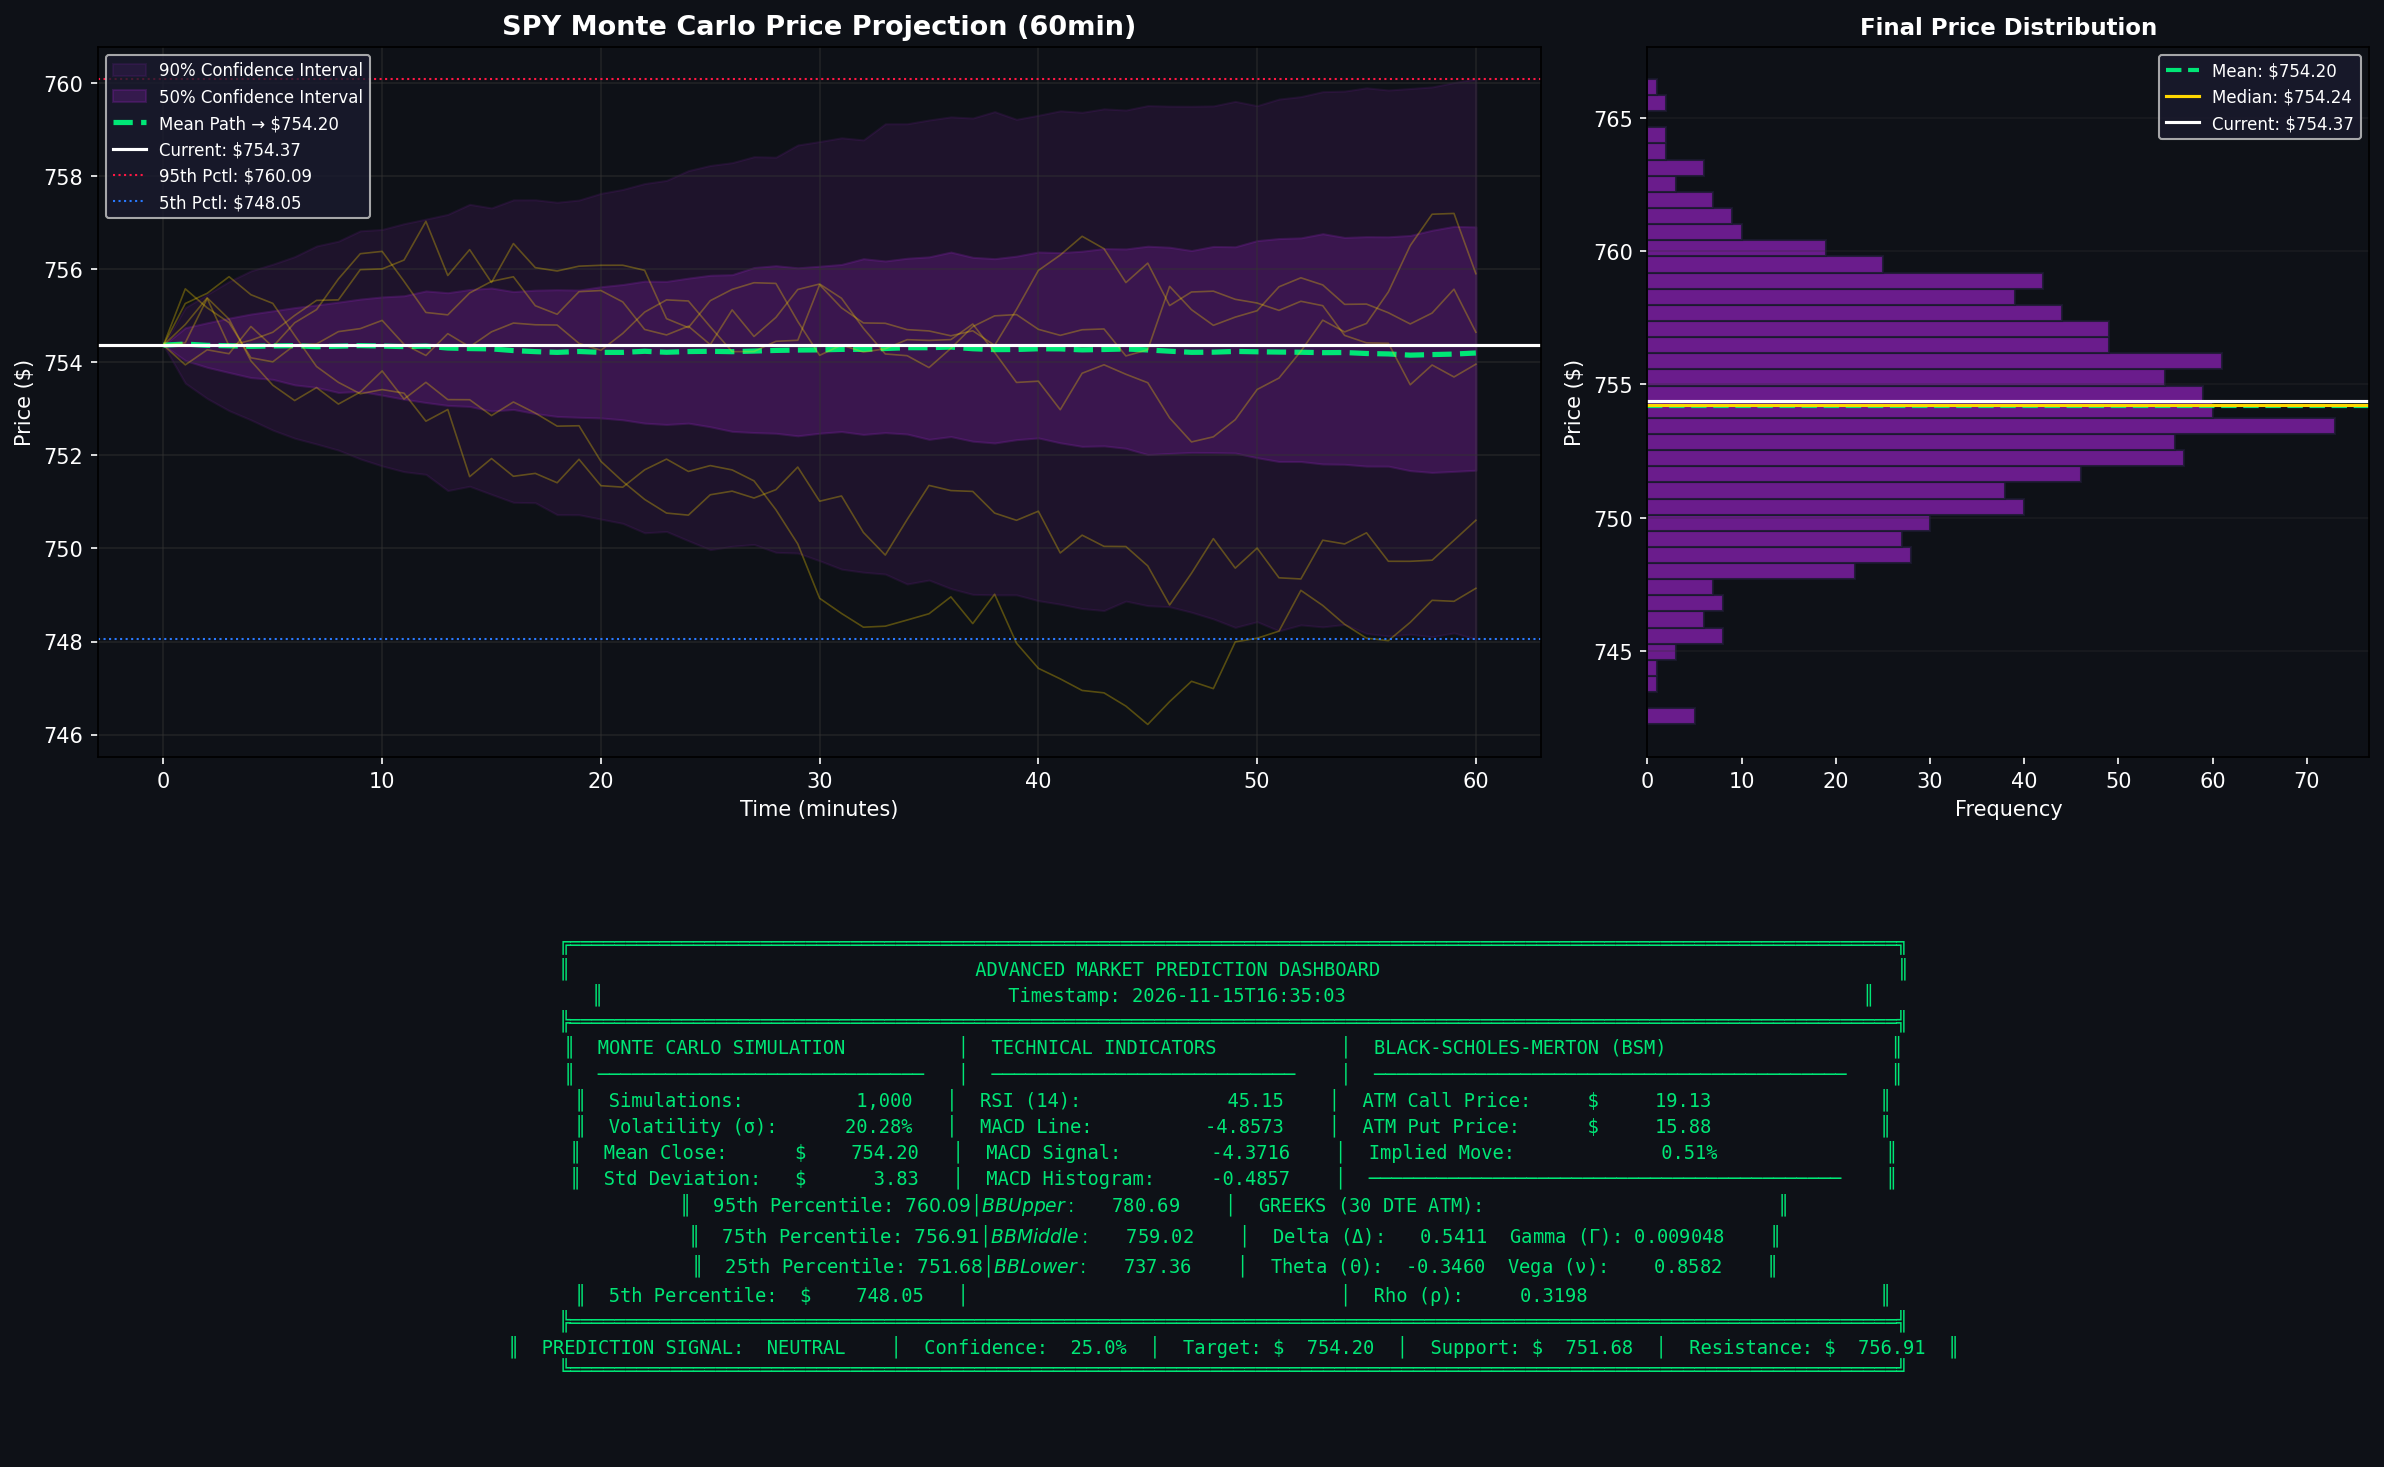 SPY Monte Carlo Price Projection (60min)
90% Confidence Interval
50% Confidence Interval
Mean Path → $754.20
Current: $754.37
95th Pctl: $760.09
5th Pctl: $748.05
760
758
756
754
752
750
748
746
Price ($)
0 10 20 30 40 50 60
Time (minutes)
Final Price Distribution
Mean: $754.20
Median: $754.24
Current: $754.37
765
760
755
750
745
Price ($)
0 10 20 30 40 50 60 70
Frequency
ADVANCED MARKET PREDICTION DASHBOARD
Timestamp: 2026-11-15T16:35:03
MONTE CARLO SIMULATION │ TECHNICAL INDICATORS │ BLACK-SCHOLES-MERTON (BSM)
Simulations: 1,000 │ RSI (14): 45.15 │ ATM Call Price: $ 19.13
Volatility (σ): 20.28% │ MACD Line: -4.8573 │ ATM Put Price: $ 15.88
Mean Close: $ 754.20 │ MACD Signal: -4.3716 │ Implied Move: 0.51%
Std Deviation: $ 3.83 │ MACD Histogram: -0.4857 │
95th Percentile: 760.09│BBUpper: 780.69 │ GREEKS (30 DTE ATM):
75th Percentile: 756.91│BBMiddle: 759.02 │ Delta (Δ): 0.5411 Gamma (Γ): 0.009048
25th Percentile: 751.68│BBLower: 737.36 │ Theta (Θ): -0.3460 Vega (ν): 0.8582
5th Percentile: $ 748.05 │ │ Rho (ρ): 0.3198
PREDICTION SIGNAL: NEUTRAL │ Confidence: 25.0% │ Target: $ 754.20 │ Support: $ 751.68 │ Resistance: $ 756.91